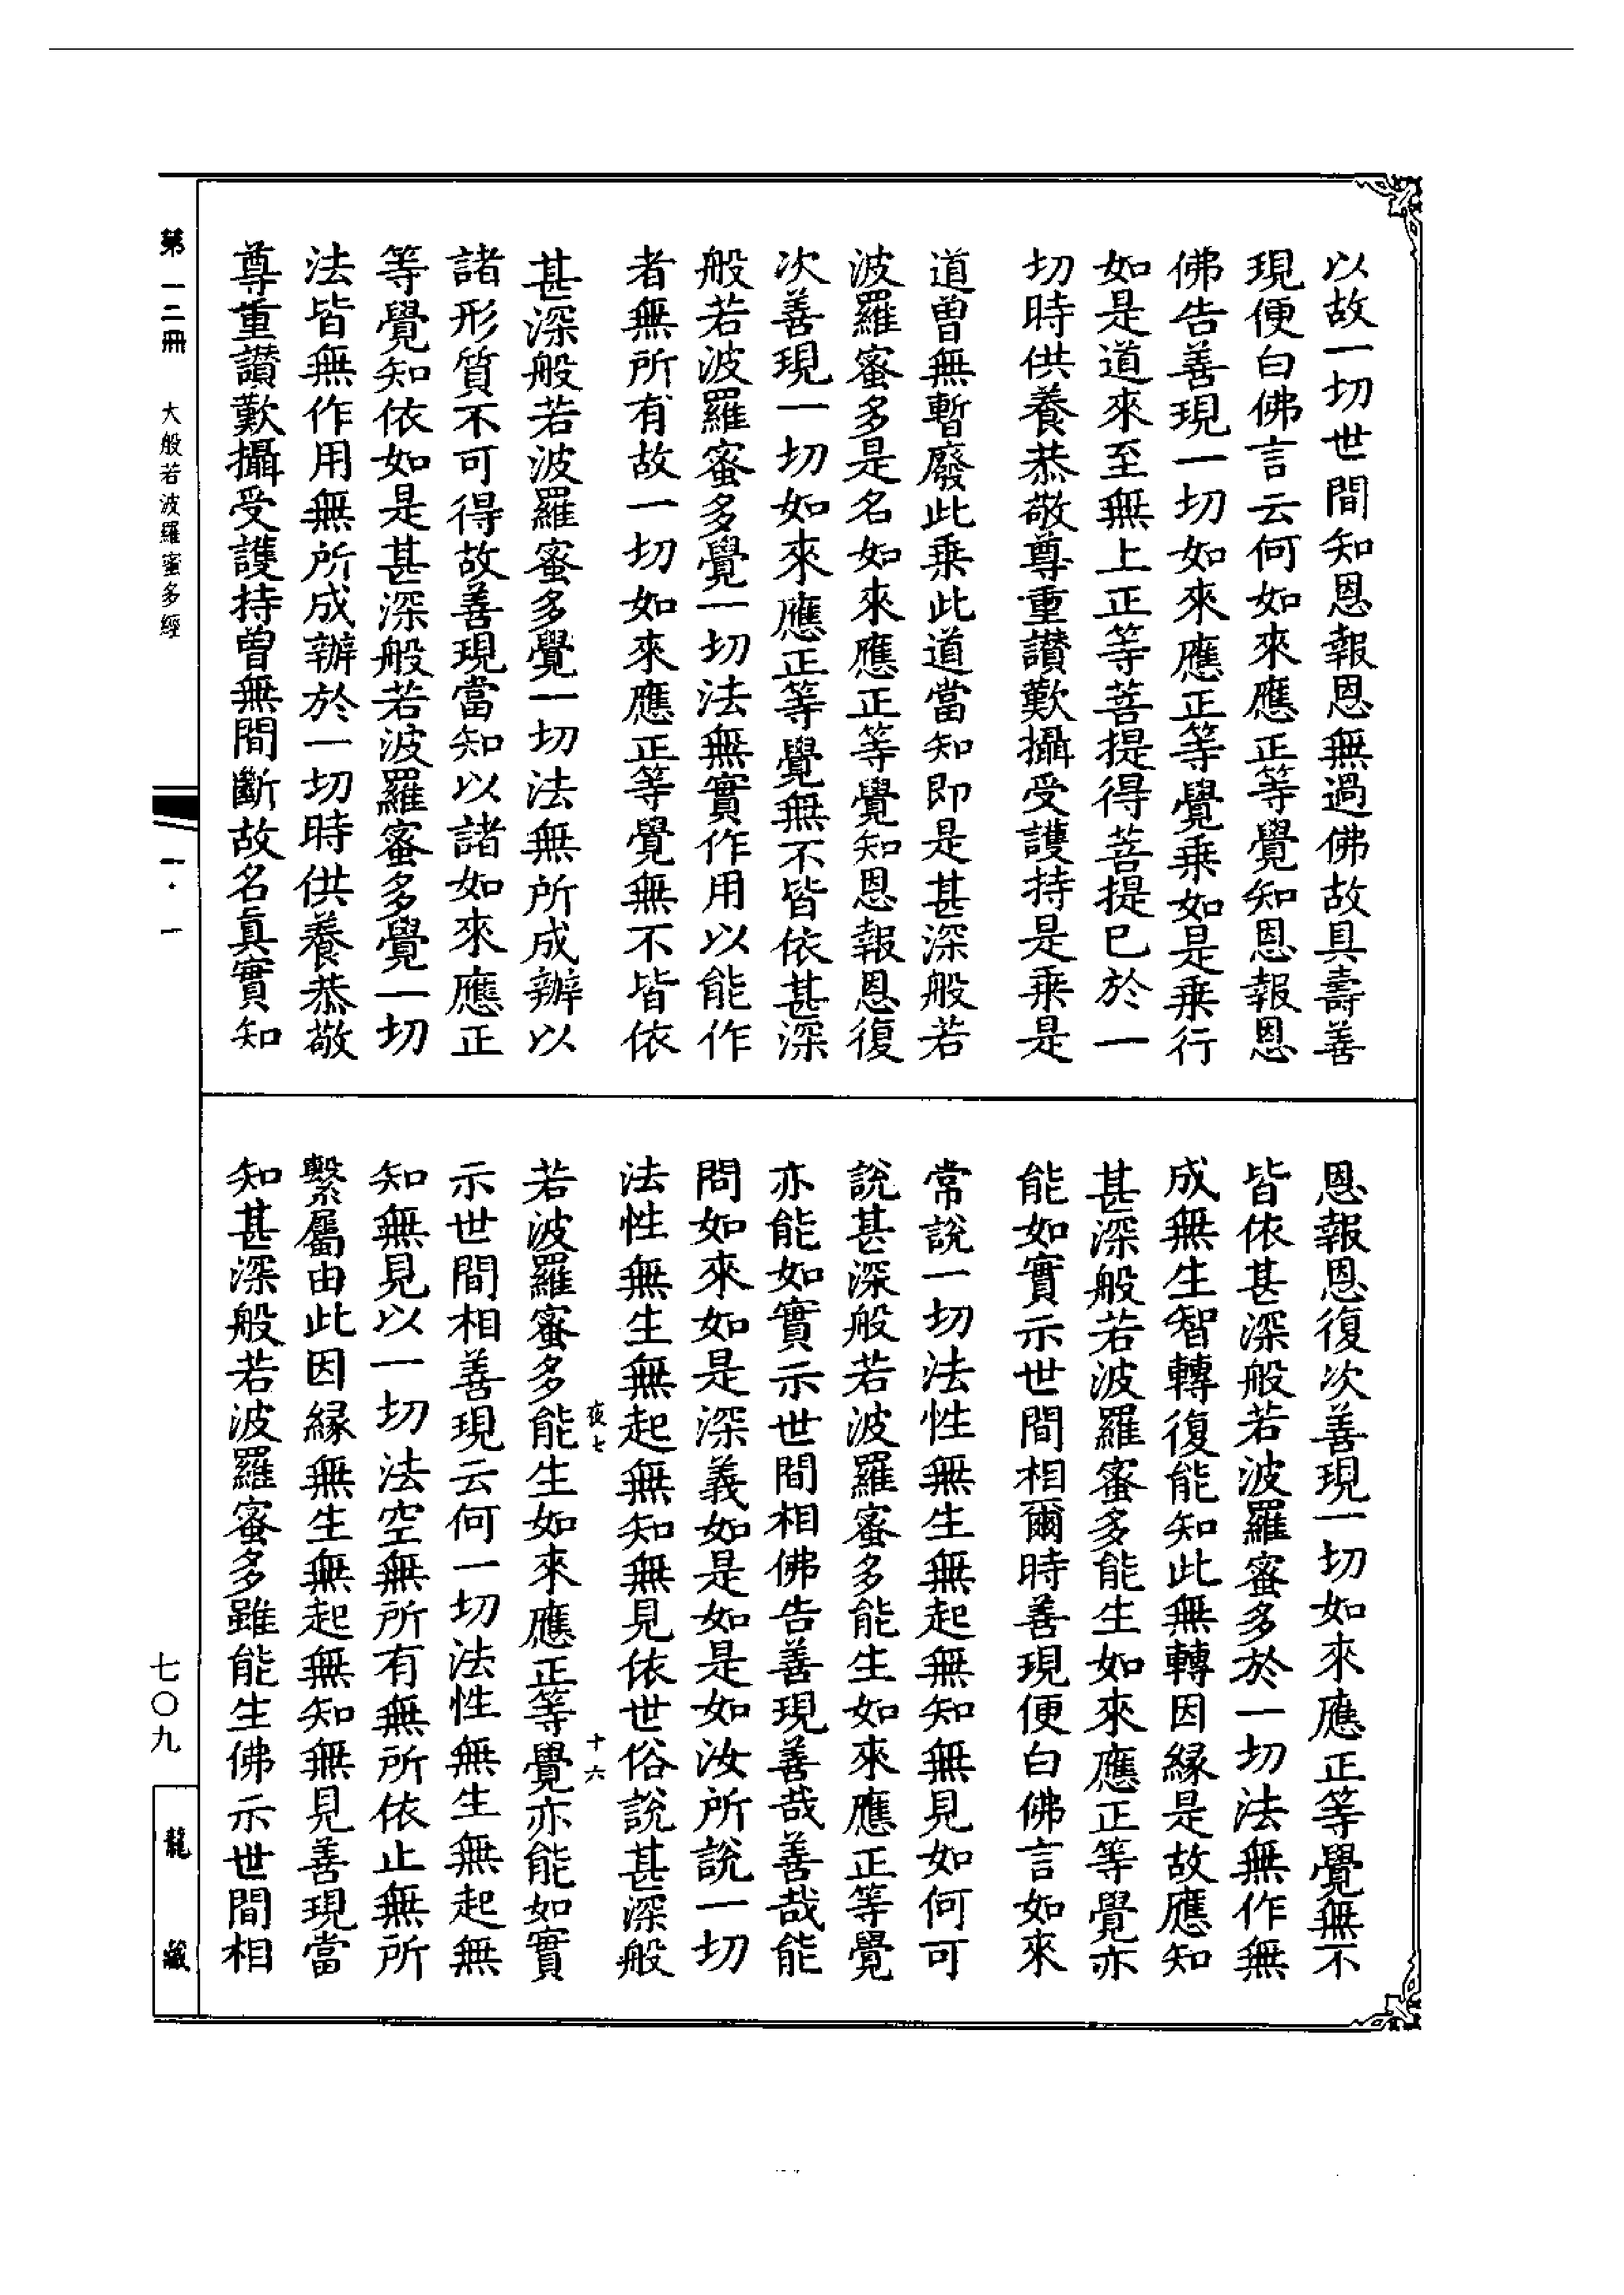 以故一切世間知恩報恩無過佛故具壽善
現便白佛言云何如來應正等覺知恩報恩
佛告善現一切如來應正等覺乗如是乗行
如是道來至無上正等菩提得菩提已於一
切時供養恭敬尊重讃歎攝受護持是乗是
道曾無暫廢此乗此道當知即是甚深般若
波羅蜜多是名如來應正等覺知恩報恩復
次善現一切如來應正等覺無不皆依甚深
般若波羅蜜多覺一切法無實作用以能作
者無所有故一切如來應正等覺無不皆依
甚深般若波羅蜜多覺一切法無所成辦以
諸形質不可得故善現當知以諸如來應正
等覺知依如是甚深般若波羅蜜多覺一切
法皆無作用無所成辦於一切時供養恭敬
尊重讃歎攝受護持曾無間斷故名真實知
恩報恩復次善現一切如來應正等覺無不
皆依甚深般若波羅蜜多於一切法無作無
成無生智轉復能知此無轉因緣是故應知
甚深般若波羅蜜多能生如來應正等覺亦
能如實示世間相爾時善現便白佛言如來
常說一切法性無生無起無知無見如何可
說甚深般若波羅蜜多能生如來應正等覺
亦能如實示世間相佛告善現善哉善哉能
問如來如是深義如是如是如汝所說一切
法性無生無起無知無見依世俗說甚深般
夜七 十六
若波羅蜜多能生如來應正等覺亦能如實
示世間相善現云何一切法性無生無起無
知無見以一切法空無所有無所依止無所
繫屬由此因緣無生無起無知無見善現當
知甚深般若波羅蜜多雖能生佛示世間相
第一二冊 大般若波羅蜜多經
一·一
七〇九
龍藏